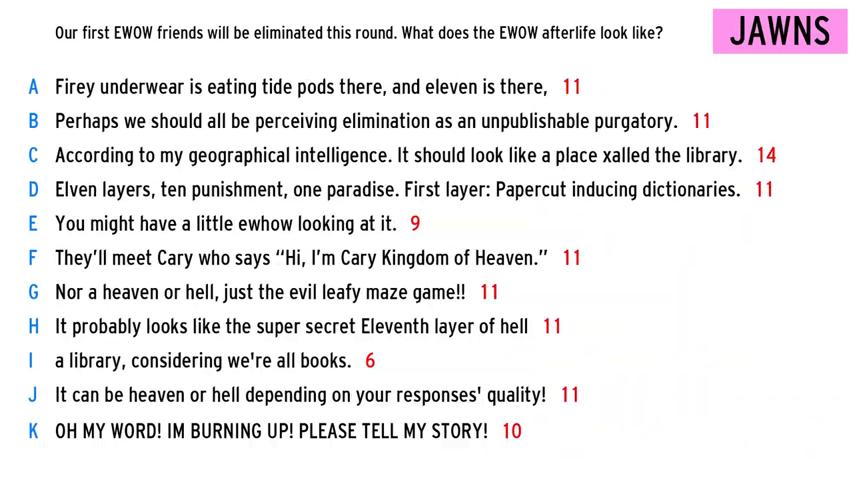 Our first EWOW friends will be eliminated this round. What does the EWOW afterlife look like?
JAWNS
A Firey underwear is eating tide pods there, and eleven is there, 11
B Perhaps we should all be perceiving elimination as an unpublishable purgatory. 11
C According to my geographical intelligence. It should look like a place xalled the library. 14
D Elven layers, ten punishment, one paradise. First layer: Papercut inducing dictionaries. 11
E You might have a little ewhow looking at it. 9
F They'll meet Cary who says “Hi, I'm Cary Kingdom of Heaven.” 11
G Nor a heaven or hell, just the evil leafy maze game!! 11
H It probably looks like the super secret Eleventh layer of hell 11
I a library, considering we're all books. 6
J It can be heaven or hell depending on your responses' quality! 11
K OH MY WORD! IM BURNING UP! PLEASE TELL MY STORY! 10